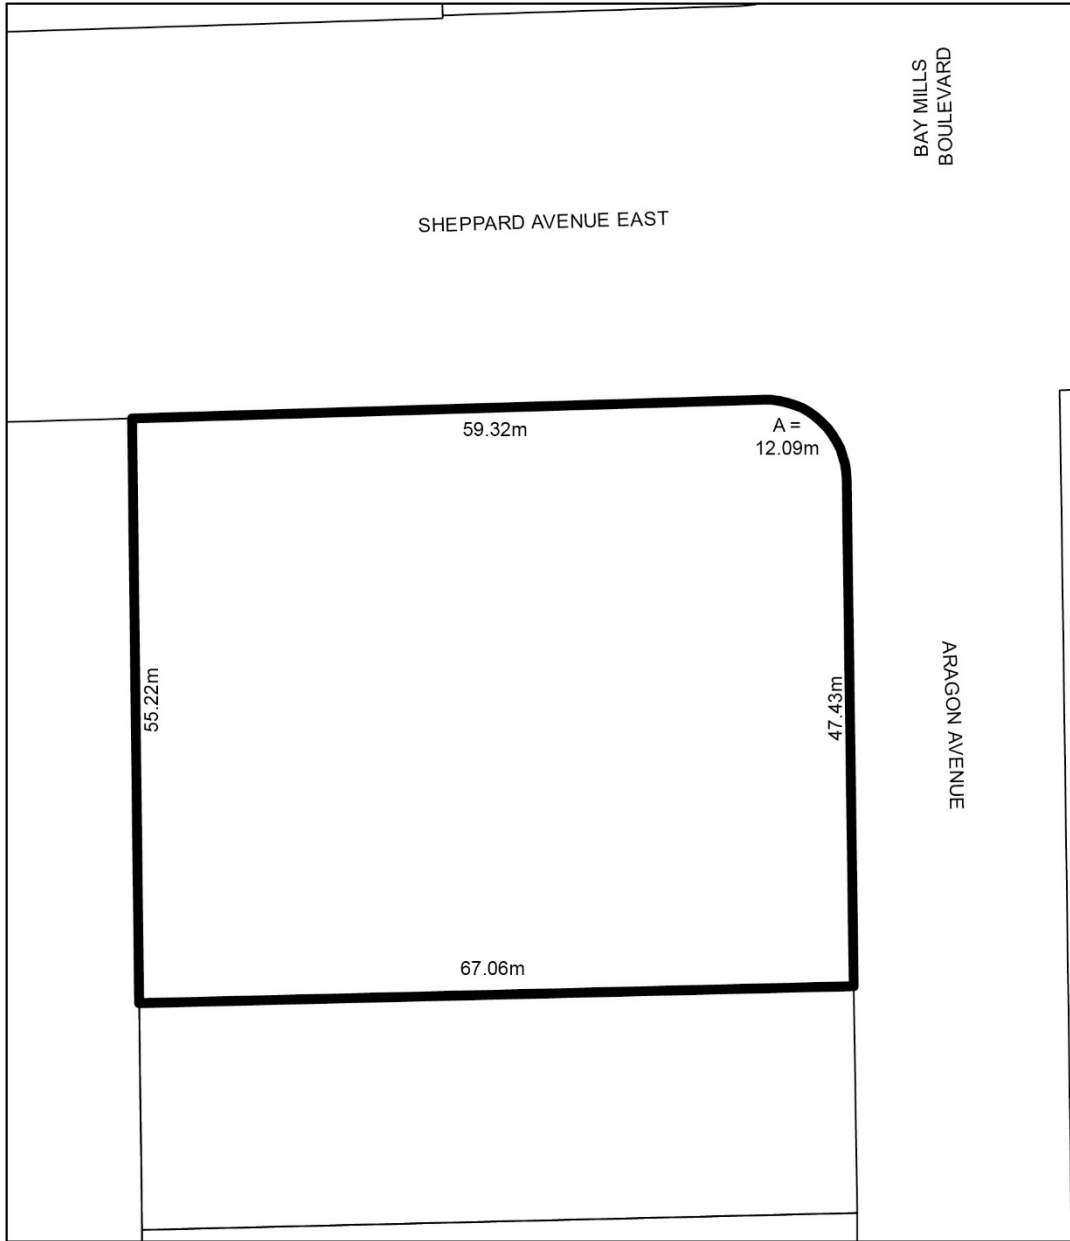 BAY MILLS
BOULEVARD
SHEPPARD AVENUE EAST
59.32m
A =
12.09m
55.22m
47.43m
ARAGON AVENUE
67.06m